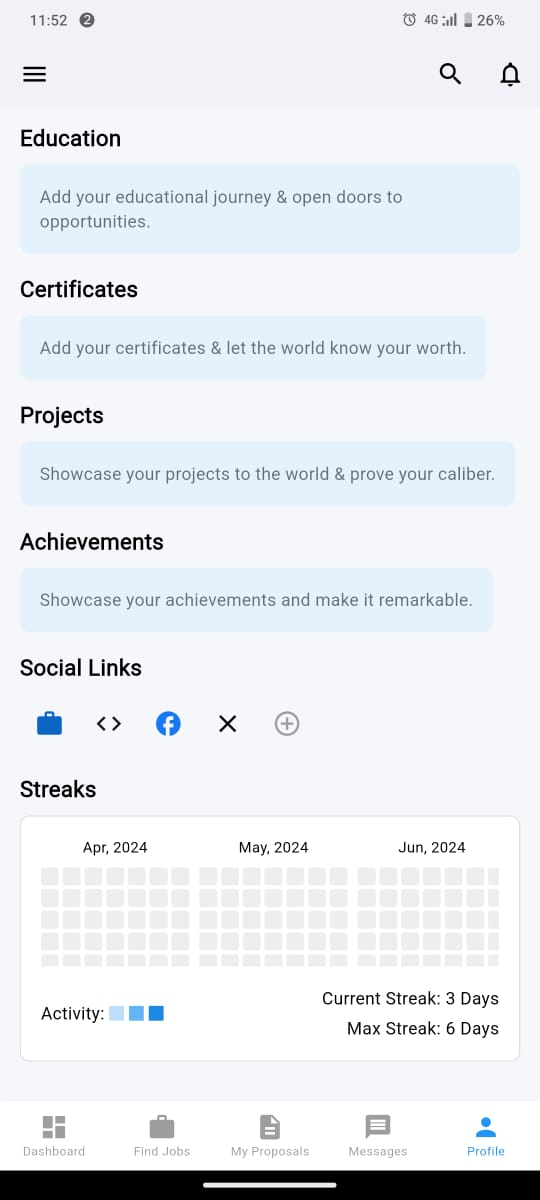 11:52 2 4G 26%
Education
Add your educational journey & open doors to
opportunities.
Certificates
Add your certificates & let the world know your worth.
Projects
Showcase your projects to the world & prove your caliber.
Achievements
Showcase your achievements and make it remarkable.
Social Links
Streaks
Apr, 2024 May, 2024 Jun, 2024
Current Streak: 3 Days
Activity:
Max Streak: 6 Days
Dashboard Find Jobs My Proposals Messages Profile